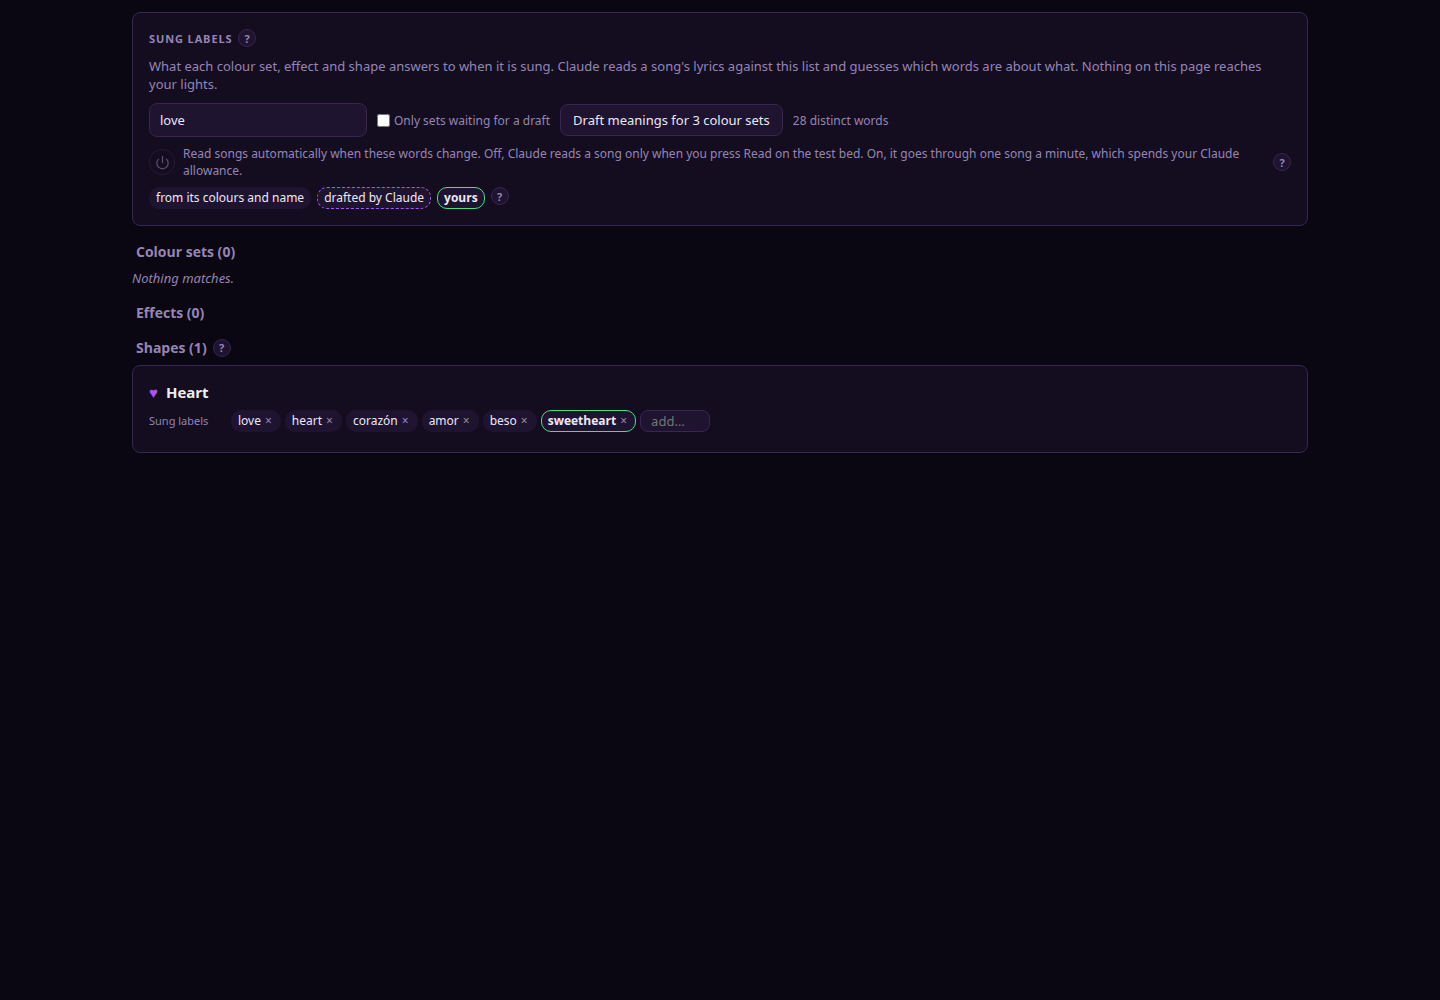 SUNG LABELS ?
What each colour set, effect and shape answers to when it is sung. Claude reads a song's lyrics against this list and guesses which words are about what. Nothing on this page reaches
your lights.
love Only sets waiting for a draft Draft meanings for 3 colour sets 28 distinct words
Read songs automatically when these words change. Off, Claude reads a song only when you press Read on the test bed. On, it goes through one song a minute, which spends your Claude
allowance. ?
from its colours and name drafted by Claude yours ?
Colour sets (0)
Nothing matches.
Effects (0)
Shapes (1) ?
♥ Heart
Sung labels love × heart × corazón × amor × beso × sweetheart × add...